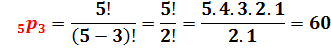 ₅P₃ = 5! / (5 − 3)! = 5! / 2! = 5.4.3.2.1 / 2.1 = 60